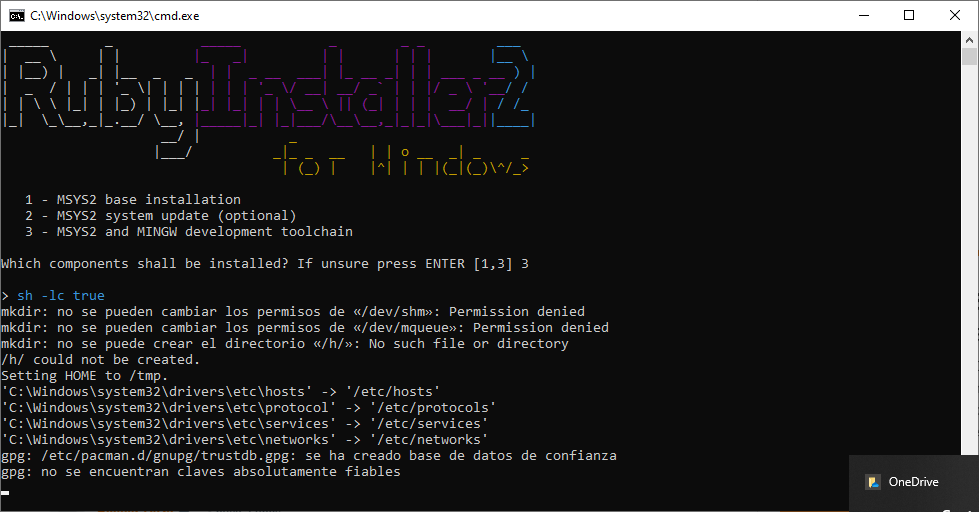 C:\Windows\system32\cmd.exe
RubyInstaller2
for Windows
1 - MSYS2 base installation
2 - MSYS2 system update (optional)
3 - MSYS2 and MINGW development toolchain
Which components shall be installed? If unsure press ENTER [1,3] 3
> sh -lc true
mkdir: no se pueden cambiar los permisos de «/dev/shm»: Permission denied
mkdir: no se pueden cambiar los permisos de «/dev/mqueue»: Permission denied
mkdir: no se puede crear el directorio «/h/»: No such file or directory
/h/ could not be created.
Setting HOME to /tmp.
'C:\Windows\system32\drivers\etc\hosts' -> '/etc/hosts'
'C:\Windows\system32\drivers\etc\protocol' -> '/etc/protocols'
'C:\Windows\system32\drivers\etc\services' -> '/etc/services'
'C:\Windows\system32\drivers\etc\networks' -> '/etc/networks'
gpg: /etc/pacman.d/gnupg/trustdb.gpg: se ha creado base de datos de confianza
gpg: no se encuentran claves absolutamente fiables
OneDrive